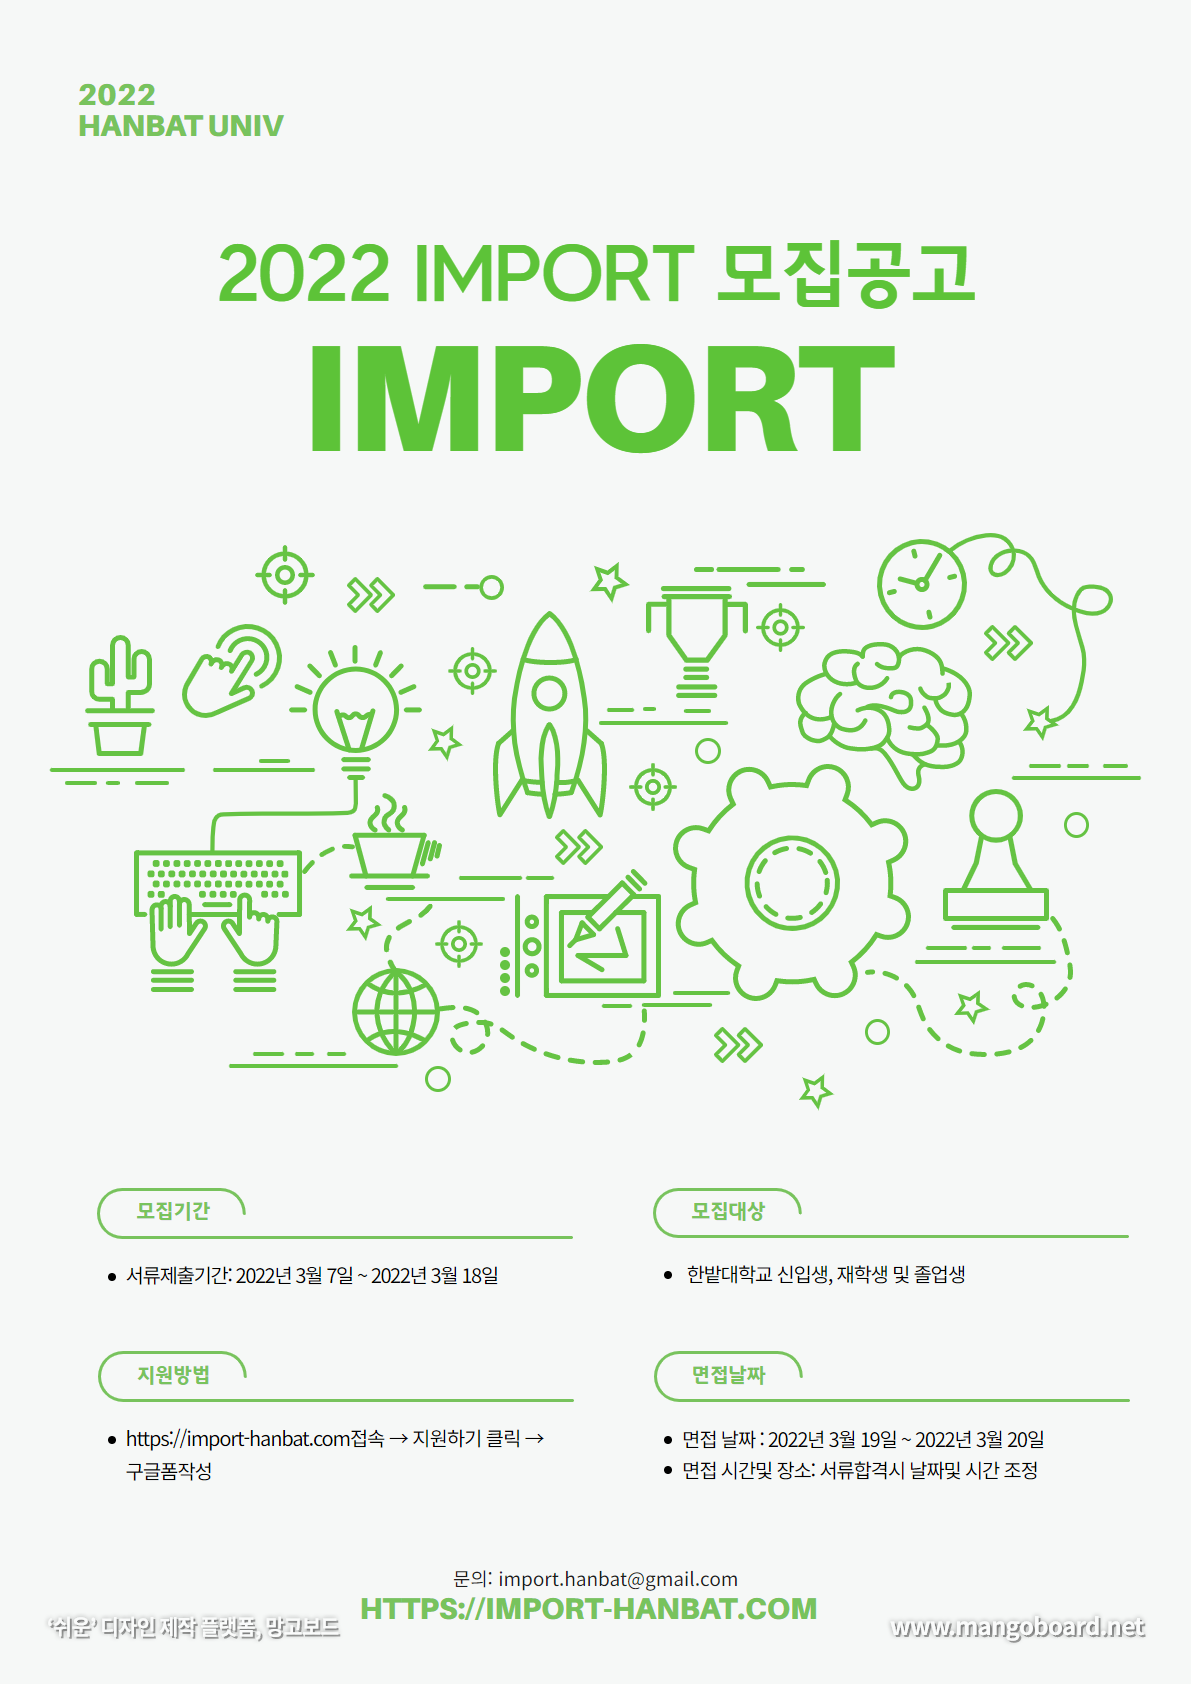 2022
HANBAT UNIV
2022 IMPORT 모집공고
IMPORT
모집기간
• 서류제출기간: 2022년 3월 7일 ~ 2022년 3월 18일
모집대상
• 한밭대학교 신입생, 재학생 및 졸업생
지원방법
• https://import-hanbat.com접속 → 지원하기 클릭 →
구글폼작성
면접날짜
• 면접 날짜 : 2022년 3월 19일 ~ 2022년 3월 20일
• 면접 시간및 장소: 서류합격시 날짜및 시간 조정
문의: import.hanbat@gmail.com
HTTPS://IMPORT-HANBAT.COM
'쉬운' 디자인 제작 플랫폼, 망고보드
www.mangoboard.net